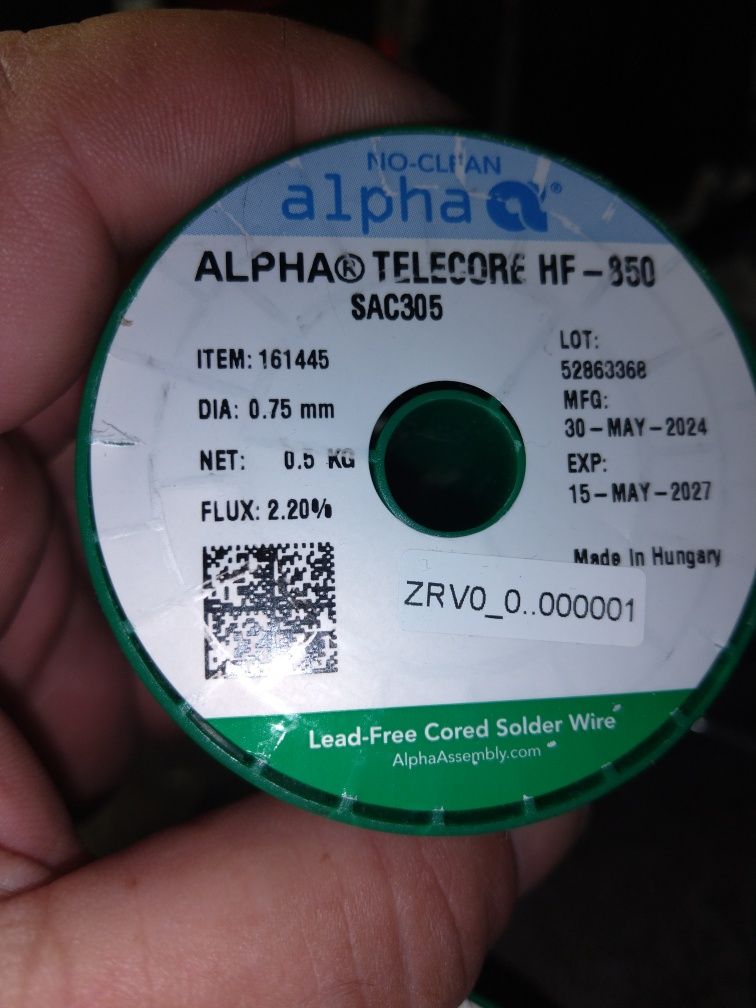 NO-CLEAN
alpha
ALPHA® TELECORE HF-850
SAC305
ITEM: 161445
DIA: 0.75 mm
NET: 0.5 KG
FLUX: 2.20%
LOT:
52863368
MFG:
30-MAY-2024
EXP:
15-MAY-2027
Made In Hungary
ZRV0_0..000001
Lead-Free Cored Solder Wire
AlphaAssembly.com